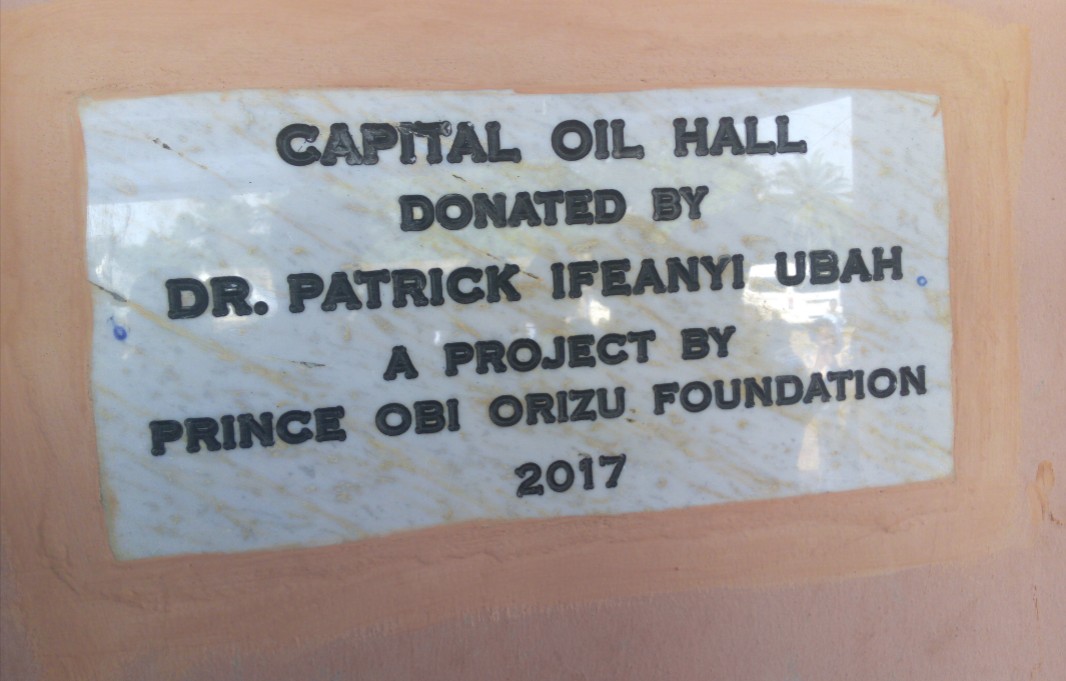 CAPITAL OIL HALL
DONATED BY
DR. PATRICK IFEANYI UBAH
A PROJECT BY
PRINCE OBI ORIZU FOUNDATION
2017